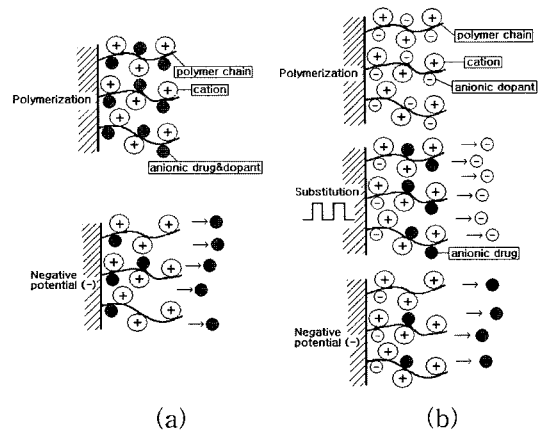 polymer chain
Polymerization
cation
anionic drug&dopant
Negative
potential (-)
(a)
polymer chain
cation
Polymerization
anionic dopant
Substitution
anionic drug
Negative
potential (-)
(b)